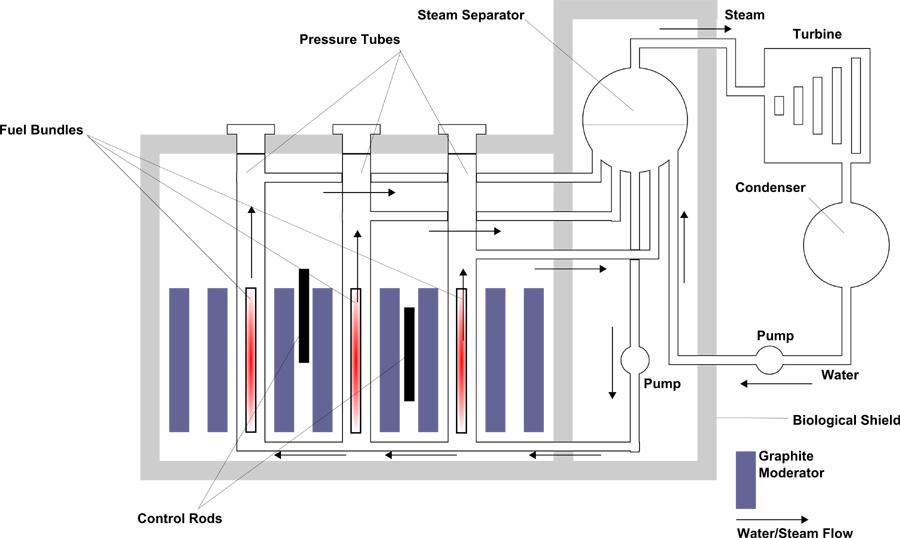 Steam Separator
Steam
Pressure Tubes
Turbine
Fuel Bundles
Condenser
Pump
Water
Pump
Biological Shield
Graphite
Moderator
Control Rods
Water/Steam Flow